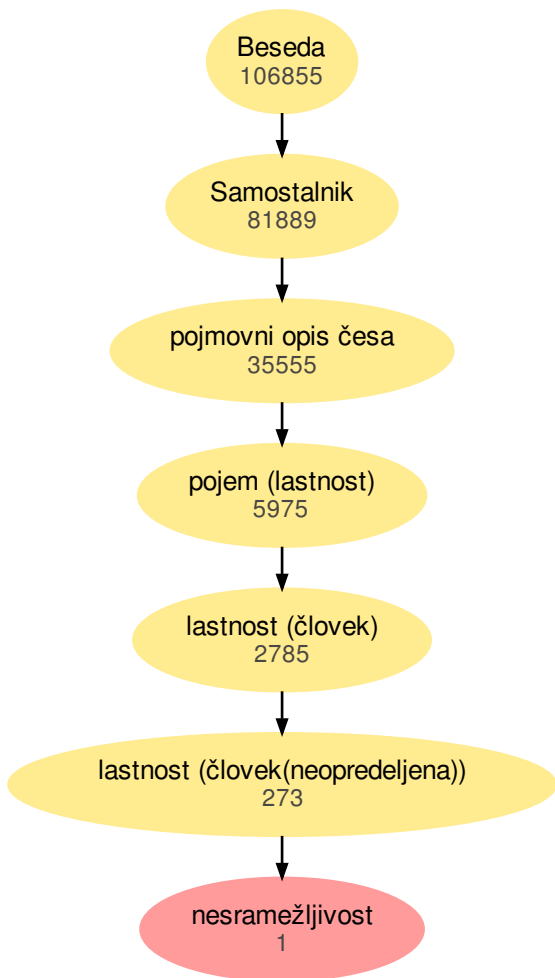 Beseda
106855
Samostalnik
81889
pojmovni opis česa
35555
pojem (lastnost)
5975
lastnost (človek)
2785
lastnost (človek(neopredeljena))
273
nesramežljivost
1